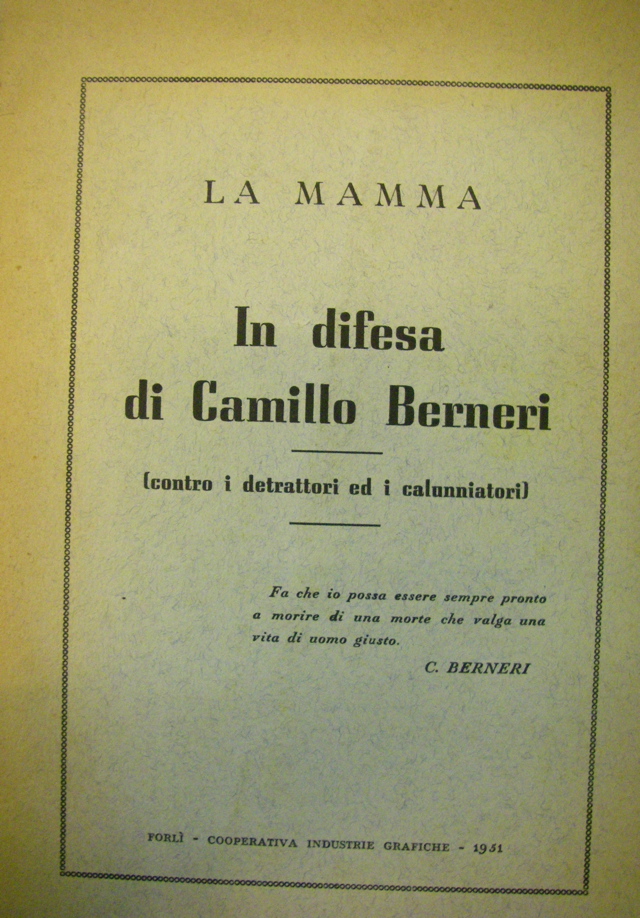 LA MAMMA
In difesa
di Camillo Berneri
(contro i detrattori ed i calunniatori)
Fa che io possa essere sempre pronto
a morire di una morte che valga una
vita di uomo giusto.
C. BERNERI
FORLÌ - COOPERATIVA INDUSTRIE GRAFICHE - 1951